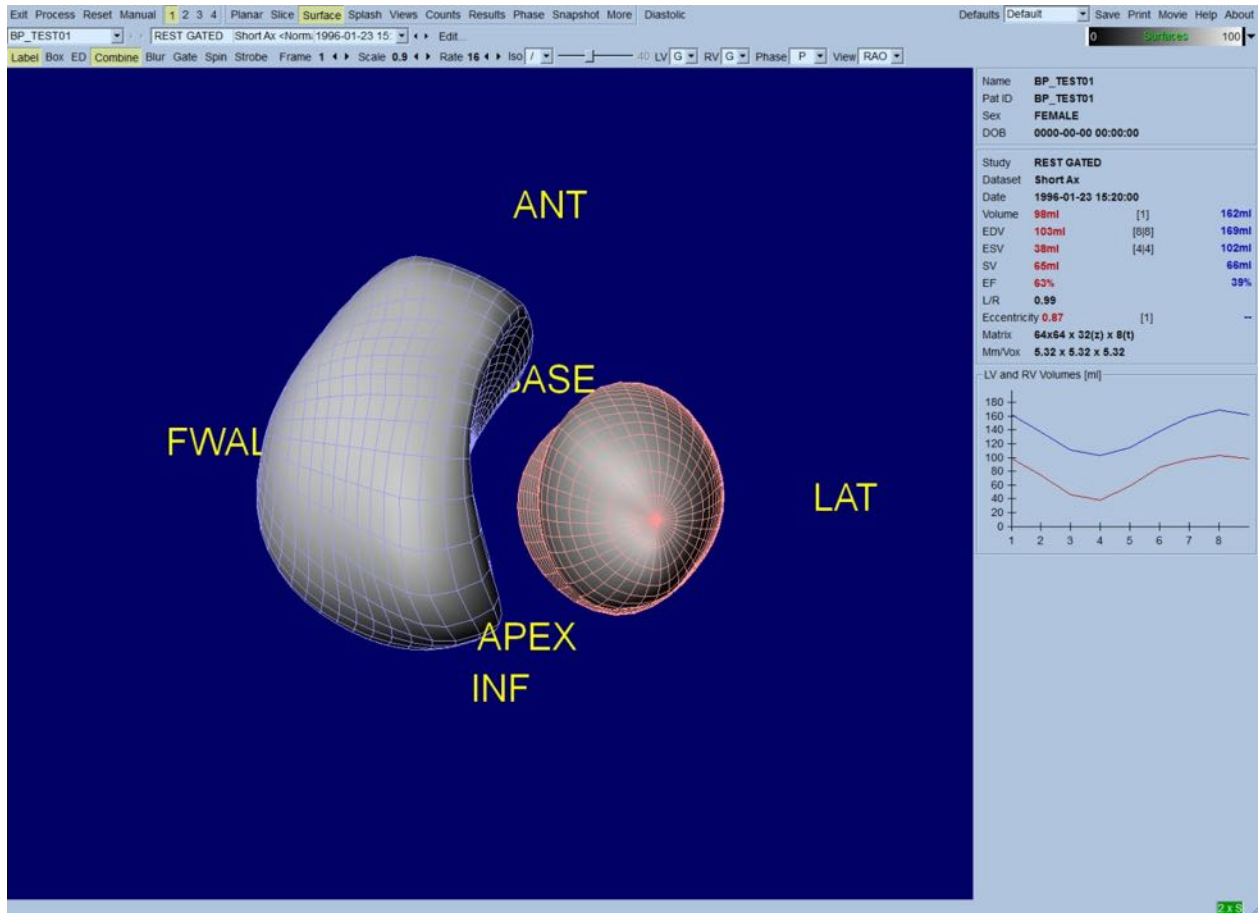 Exit Process Reset Manual 1 2 3 4 Planar Slice Surface Splash Views Counts Results Phase Snapshot More Diastolic Defaults Default Save Print Movie Help About
BP_TEST01 REST GATED Short Ax <Norm: 1996-01-23 15: Edit... 0 Surfaces 100
Label Box ED Combine Blur Gate Spin Strobe Frame 1 Scale 0.9 Rate 16 Iso / 40 LV G RV G Phase P View RAO
ANT
BASE
FWAL
LAT
APEX
INF
Name BP_TEST01
Pat ID BP_TEST01
Sex FEMALE
DOB 0000-00-00 00:00:00
Study REST GATED
Dataset Short Ax
Date 1996-01-23 15:20:00
Volume 98ml [1] 162ml
EDV 103ml [8|8] 169ml
ESV 38ml [4|4] 102ml
SV 65ml 66ml
EF 63% 39%
L/R 0.99
Eccentricity 0.87 [1] --
Matrix 64x64 x 32(z) x 8(t)
Mm/Vox 5.32 x 5.32 x 5.32
LV and RV Volumes [ml]
180
160
140
120
100
80
60
40
20
0
1 2 3 4 5 6 7 8
2 x S